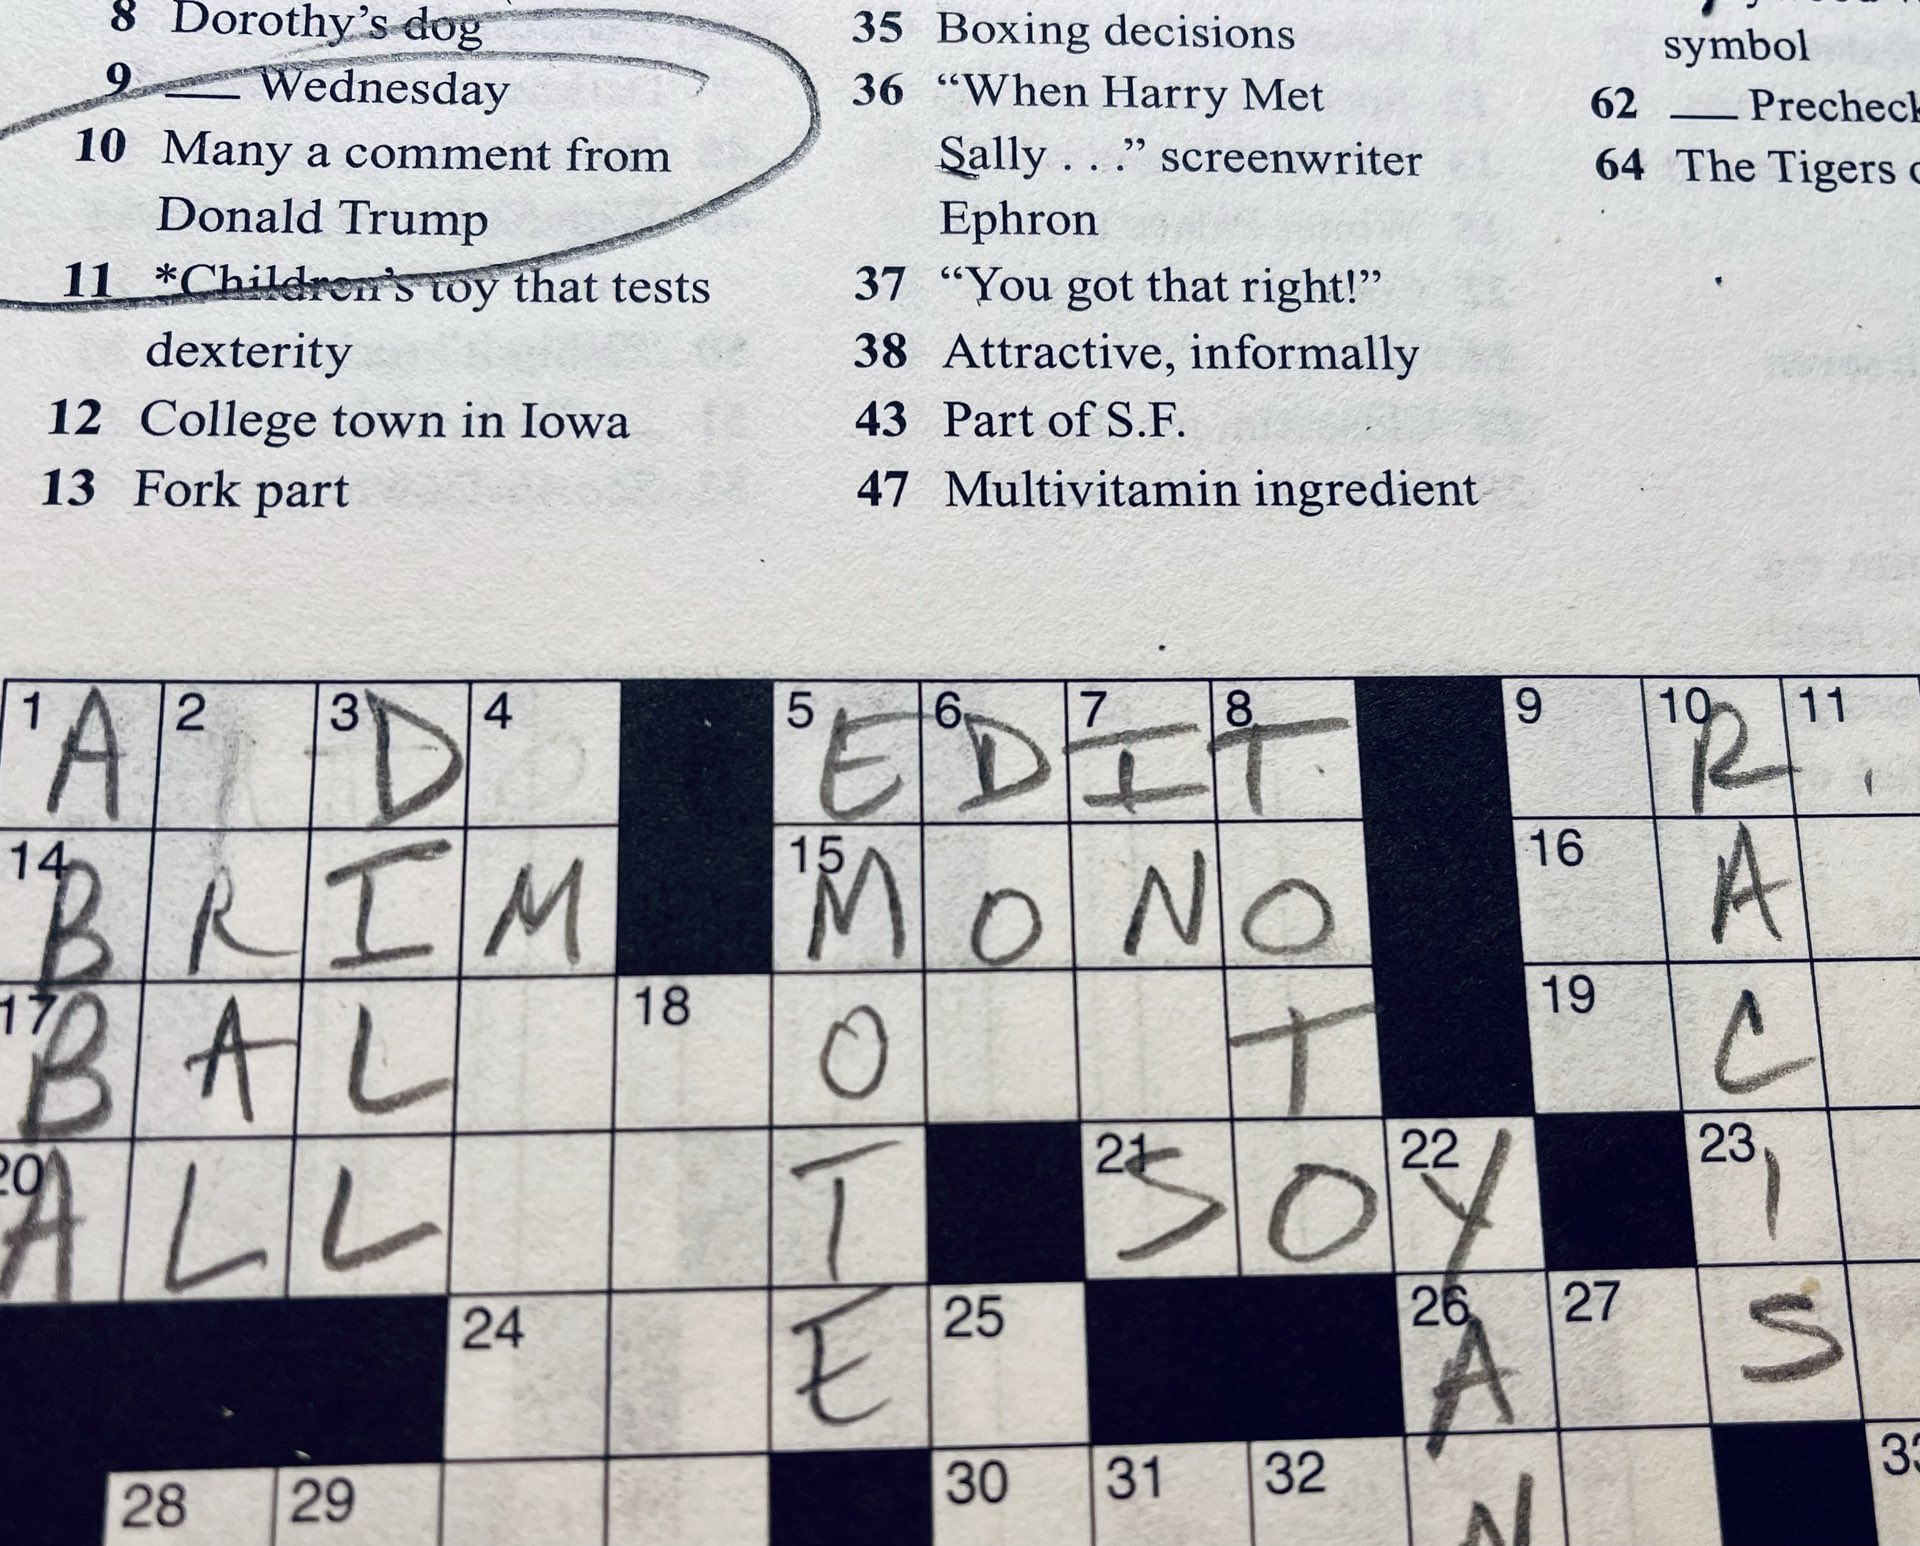 8 Dorothy's dog
9 ___ Wednesday
10 Many a comment from
Donald Trump
11 *Children's toy that tests
dexterity
12 College town in Iowa
13 Fork part
35 Boxing decisions
36 “When Harry Met
Sally . . .” screenwriter
Ephron
37 “You got that right!”
38 Attractive, informally
43 Part of S.F.
47 Multivitamin ingredient
symbol
62 ___ Precheck
64 The Tigers
1 A 2 3 D 4 5 E 6 D 7 I 8 T 9 10 R 11
14 B R I M 15 M O N O 16 A
17 B A L 18 O T 19 C
20 A L L T 21 S O 22 Y 23 I
24 E 25 26 A 27 S
28 29 30 31 32 N